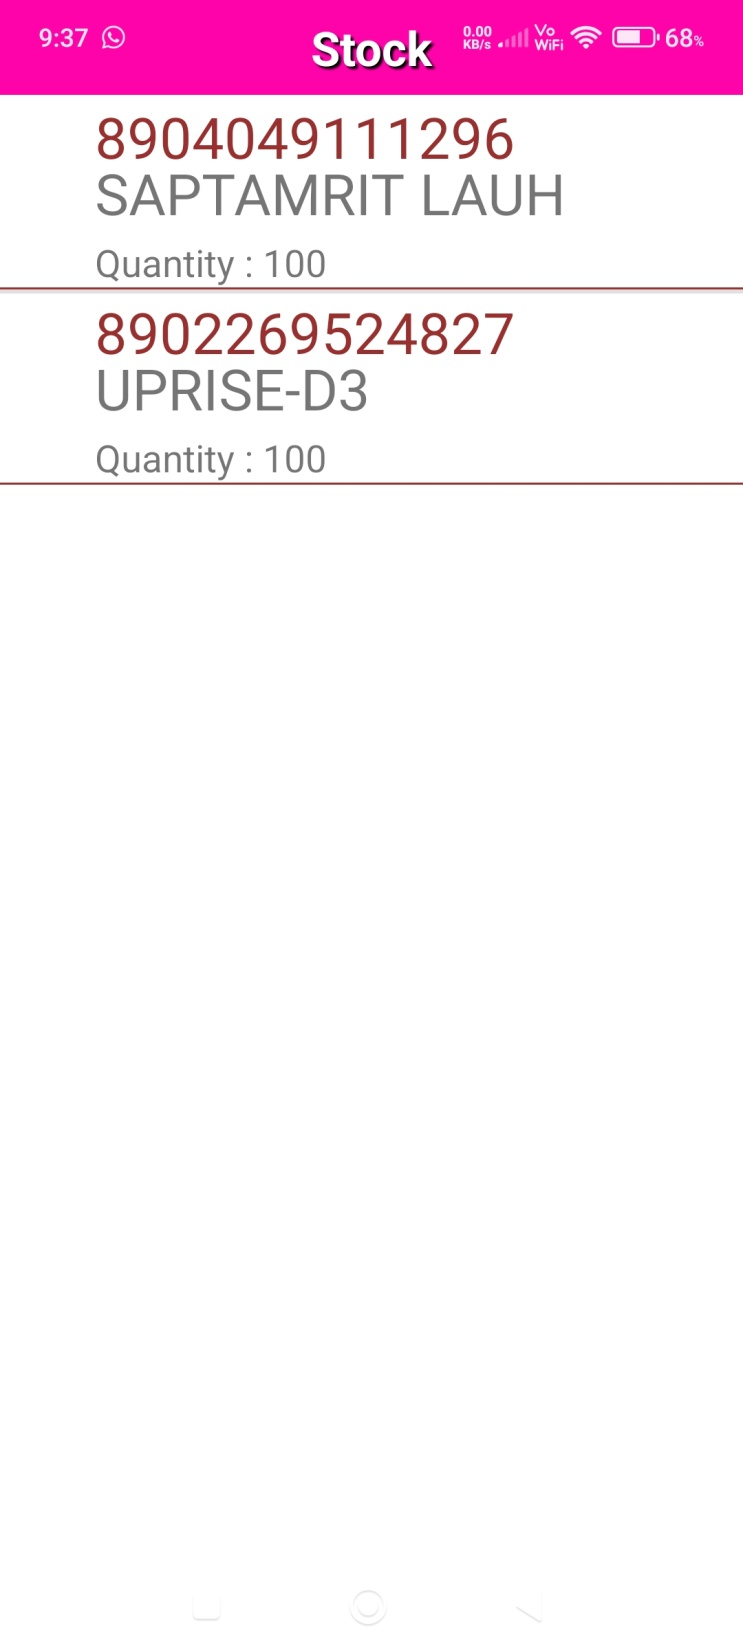 9:37
Stock
0.00
KB/s
Vo
WiFi
68%
8904049111296
SAPTAMRIT LAUH
Quantity : 100
8902269524827
UPRISE-D3
Quantity : 100